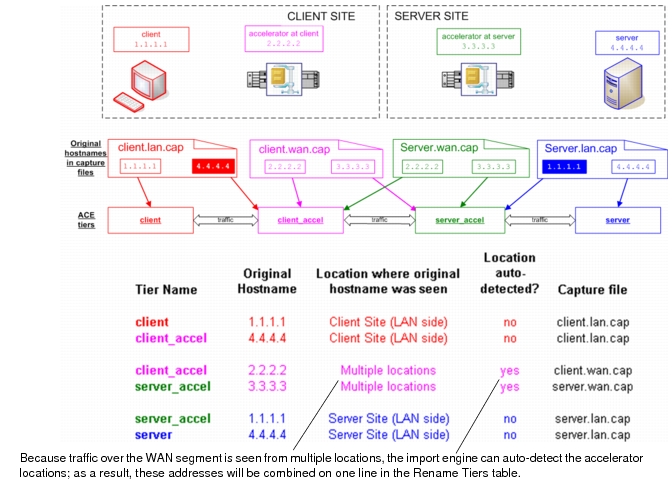 CLIENT SITE
SERVER SITE
client
1.1.1.1
accelerator at client
2.2.2.2
accelerator at server
3.3.3.3
server
4.4.4.4
Original
hostnames
in capture
files
client.lan.cap
1.1.1.1
4.4.4.4
client.wan.cap
2.2.2.2
3.3.3.3
Server.wan.cap
2.2.2.2
3.3.3.3
Server.lan.cap
1.1.1.1
4.4.4.4
ACE
tiers
client
traffic
client_accel
traffic
server_accel
traffic
server
Tier Name
Original
Hostname
Location where original
hostname was seen
Location
auto-
detected?
Capture file
client 1.1.1.1 Client Site (LAN side) no client.lan.cap
client_accel 4.4.4.4 Client Site (LAN side) no client.lan.cap
client_accel 2.2.2.2 Multiple locations yes client.wan.cap
server_accel 3.3.3.3 Multiple locations yes server.wan.cap
server_accel 1.1.1.1 Server Site (LAN side) no server.lan.cap
server 4.4.4.4 Server Site (LAN side) no server.lan.cap
Because traffic over the WAN segment is seen from multiple locations, the import engine can auto-detect the accelerator
locations; as a result, these addresses will be combined on one line in the Rename Tiers table.